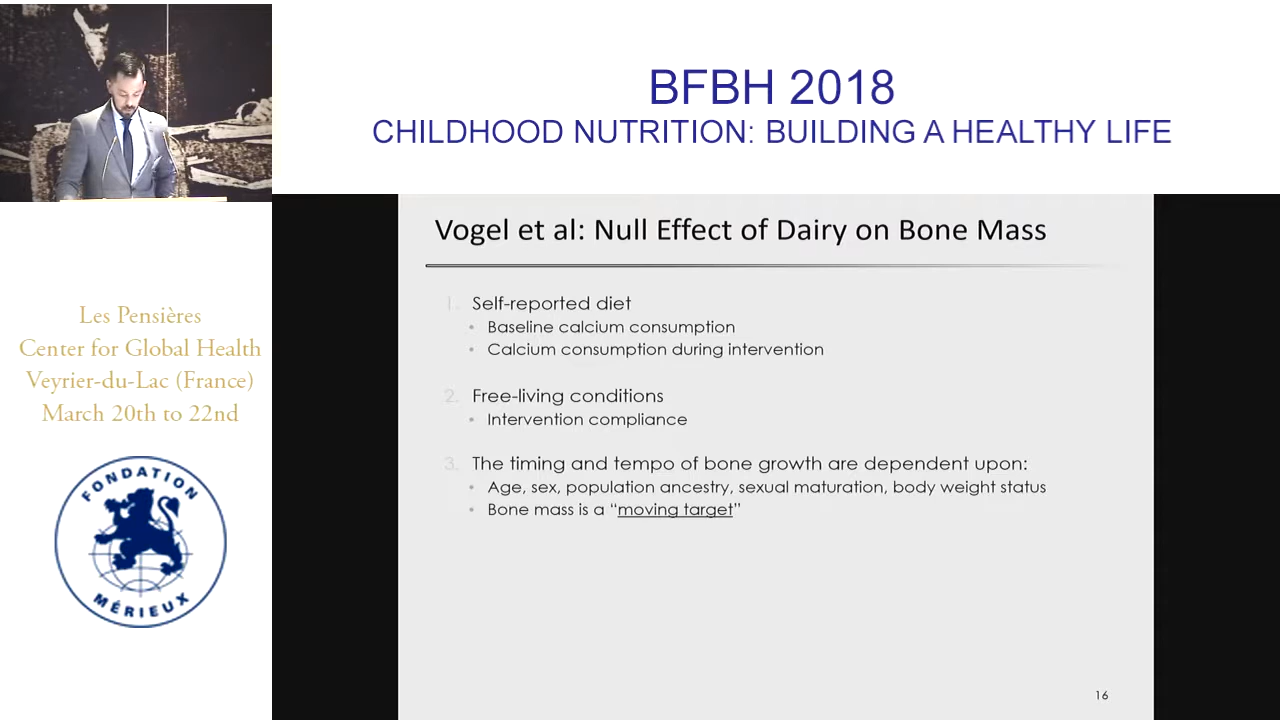 BFBH 2018
CHILDHOOD NUTRITION: BUILDING A HEALTHY LIFE
Les Pensières
Center for Global Health
Veyrier-du-Lac (France)
March 20th to 22nd
FONDATION
MÉRIEUX
Vogel et al: Null Effect of Dairy on Bone Mass
1. Self-reported diet
• Baseline calcium consumption
• Calcium consumption during intervention
2. Free-living conditions
• Intervention compliance
3. The timing and tempo of bone growth are dependent upon:
• Age, sex, population ancestry, sexual maturation, body weight status
• Bone mass is a “moving target”
16